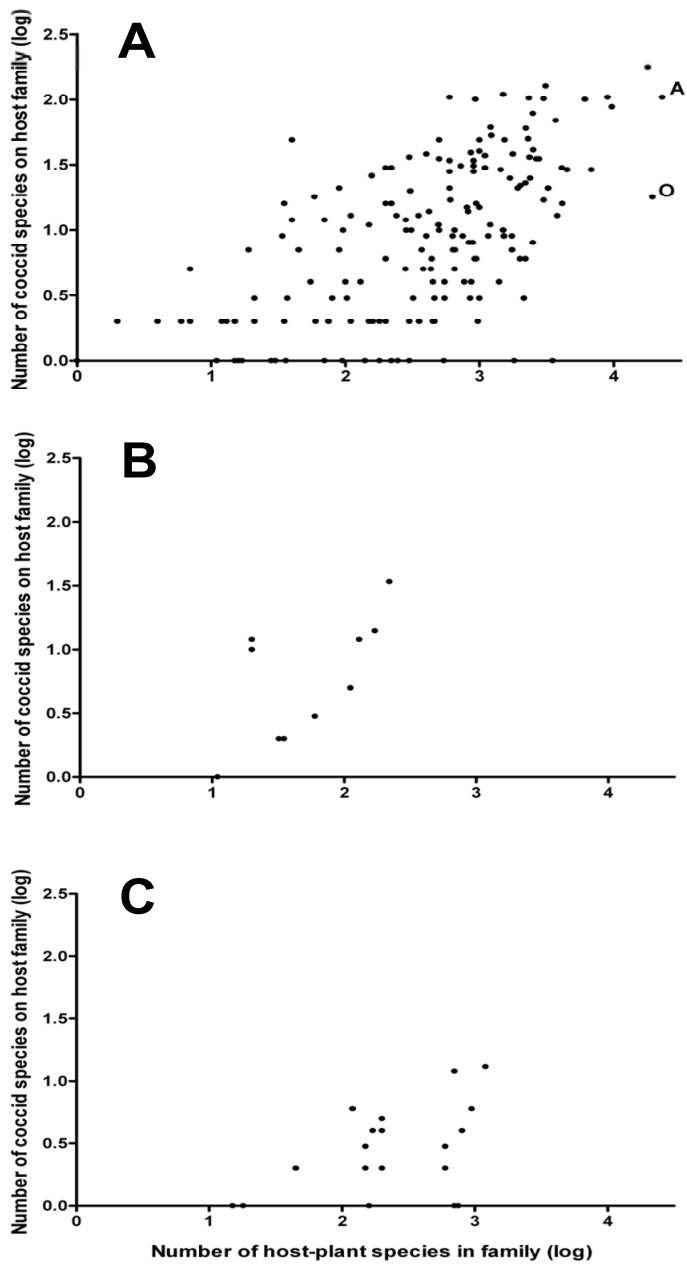 Number of coccid species on host family (log)
A
2.5
2.0
1.5
1.0
0.5
0.0
0 1 2 3 4
A
O
Number of coccid species on host family (log)
B
2.5
2.0
1.5
1.0
0.5
0.0
0 1 2 3 4
Number of coccid species on host family (log)
C
2.5
2.0
1.5
1.0
0.5
0.0
0 1 2 3 4
Number of host-plant species in family (log)